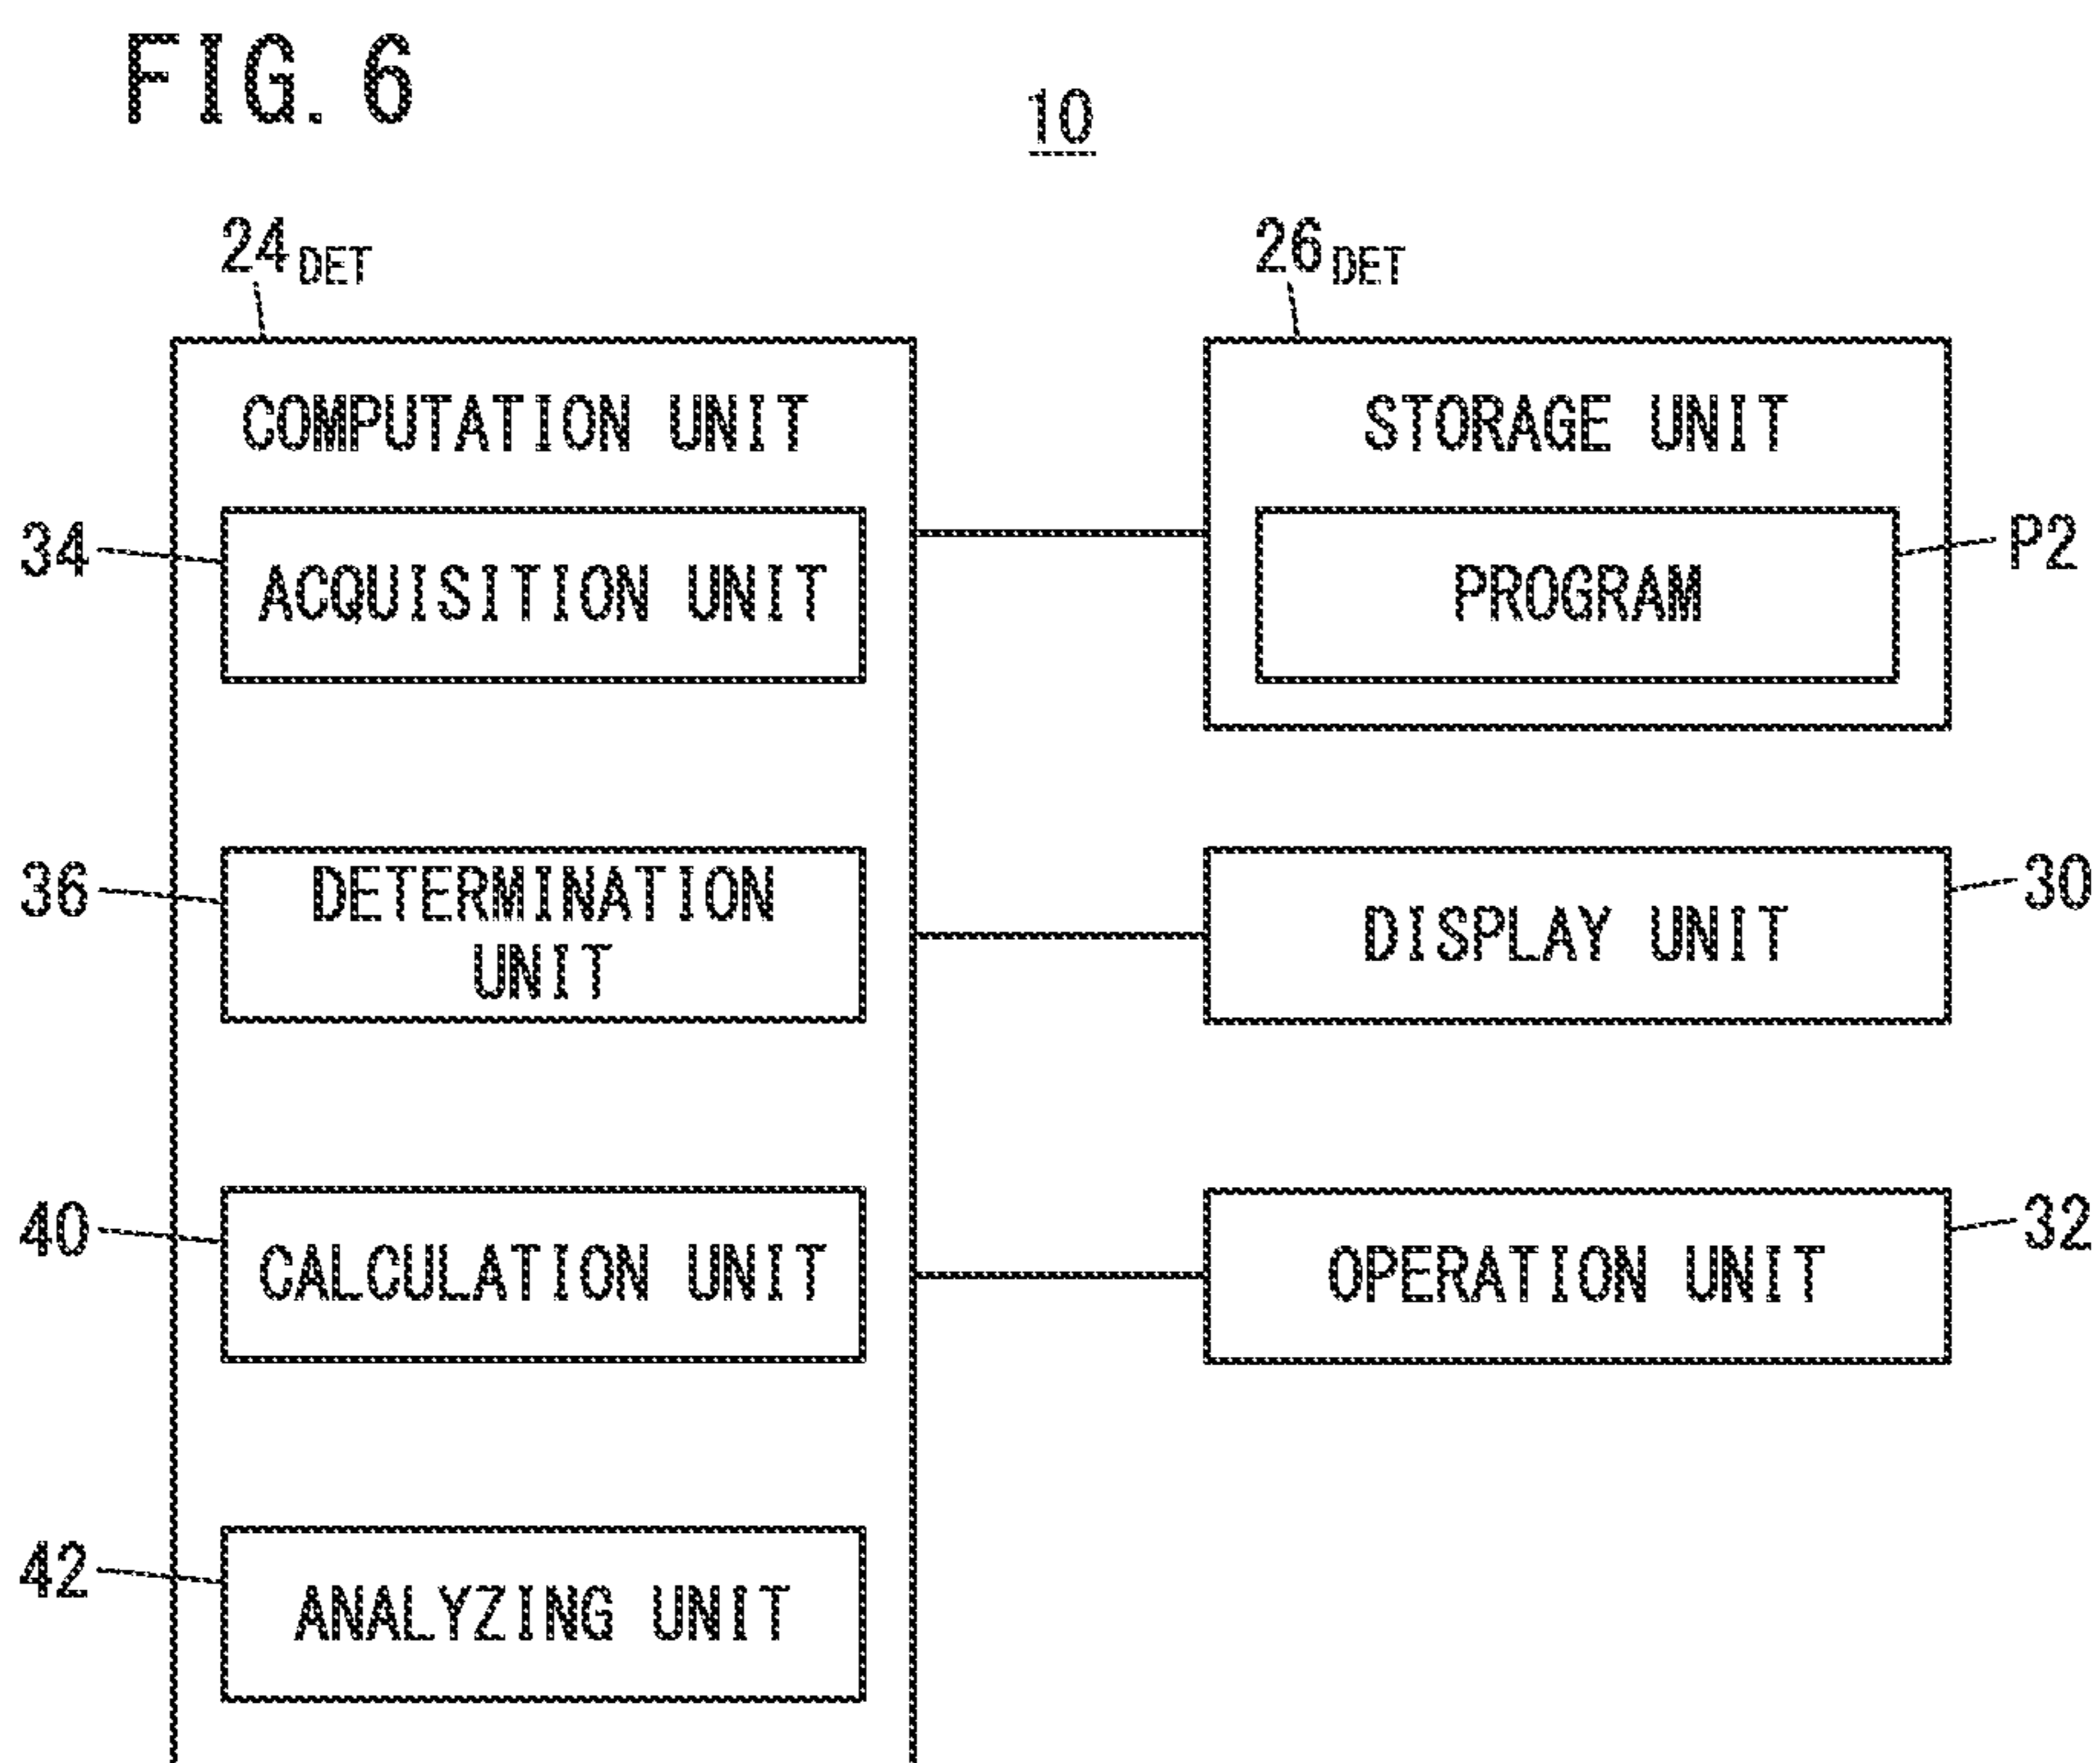 FIG. 6
10
24DET
26DET
COMPUTATION UNIT
STORAGE UNIT
34
ACQUISITION UNIT
PROGRAM
P2
36
DETERMINATION
UNIT
DISPLAY UNIT
30
40
CALCULATION UNIT
OPERATION UNIT
32
42
ANALYZING UNIT